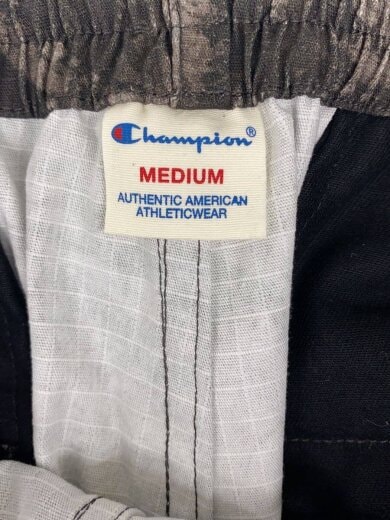 Champion®
MEDIUM
AUTHENTIC AMERICAN
ATHLETICWEAR